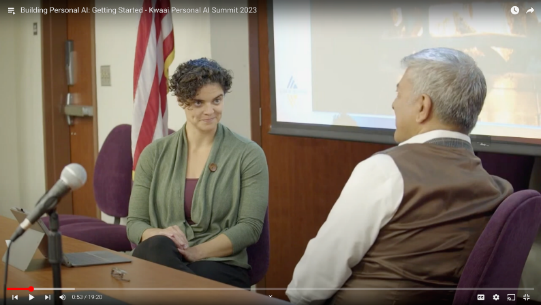 Building Personal AI: Getting Started - Kwaai Personal AI Summit 2023
0:53 / 19:20